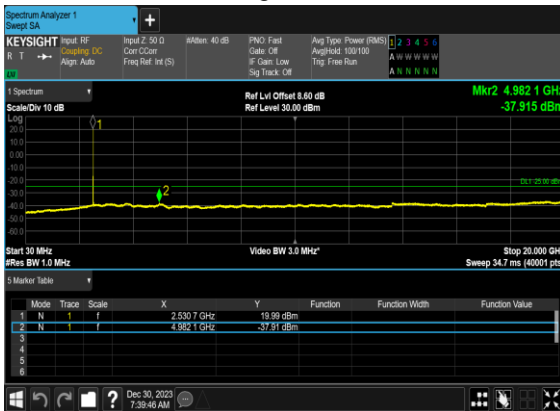 Spectrum Analyzer 1
Swept SA
KEYSIGHT Input: RF Input Z: 50 Ω #Atten: 40 dB PNO: Fast Avg Type: Power (RMS) 1 2 3 4 5 6
R T Coupling: DC Corr CCorr Gate: Off Avg|Hold: 100/100 A W W W W W
Align: Auto Freq Ref: Int (S) IF Gain: Low Trig: Free Run
Sig Track: Off A N N N N N
1 Spectrum Ref Lvl Offset 8.60 dB Mkr2 4.982 1 GHz
Scale/Div 10 dB Ref Level 30.00 dBm -37.915 dBm
Log
20.0
10.0
0.00
-10.0
-20.0
-30.0
-40.0
-50.0
-60.0
1
2
DL1 -25.00 dBm
Start 30 MHz Video BW 3.0 MHz* Stop 20.000 GHz
#Res BW 1.0 MHz Sweep 34.7 ms (40001 pts)
5 Marker Table
Mode Trace Scale X Y Function Function Width Function Value
1 N 1 f 2.530 7 GHz 19.99 dBm
2 N 1 f 4.982 1 GHz -37.91 dBm
3
4
5
6
? Dec 30, 2023
7:39:46 AM